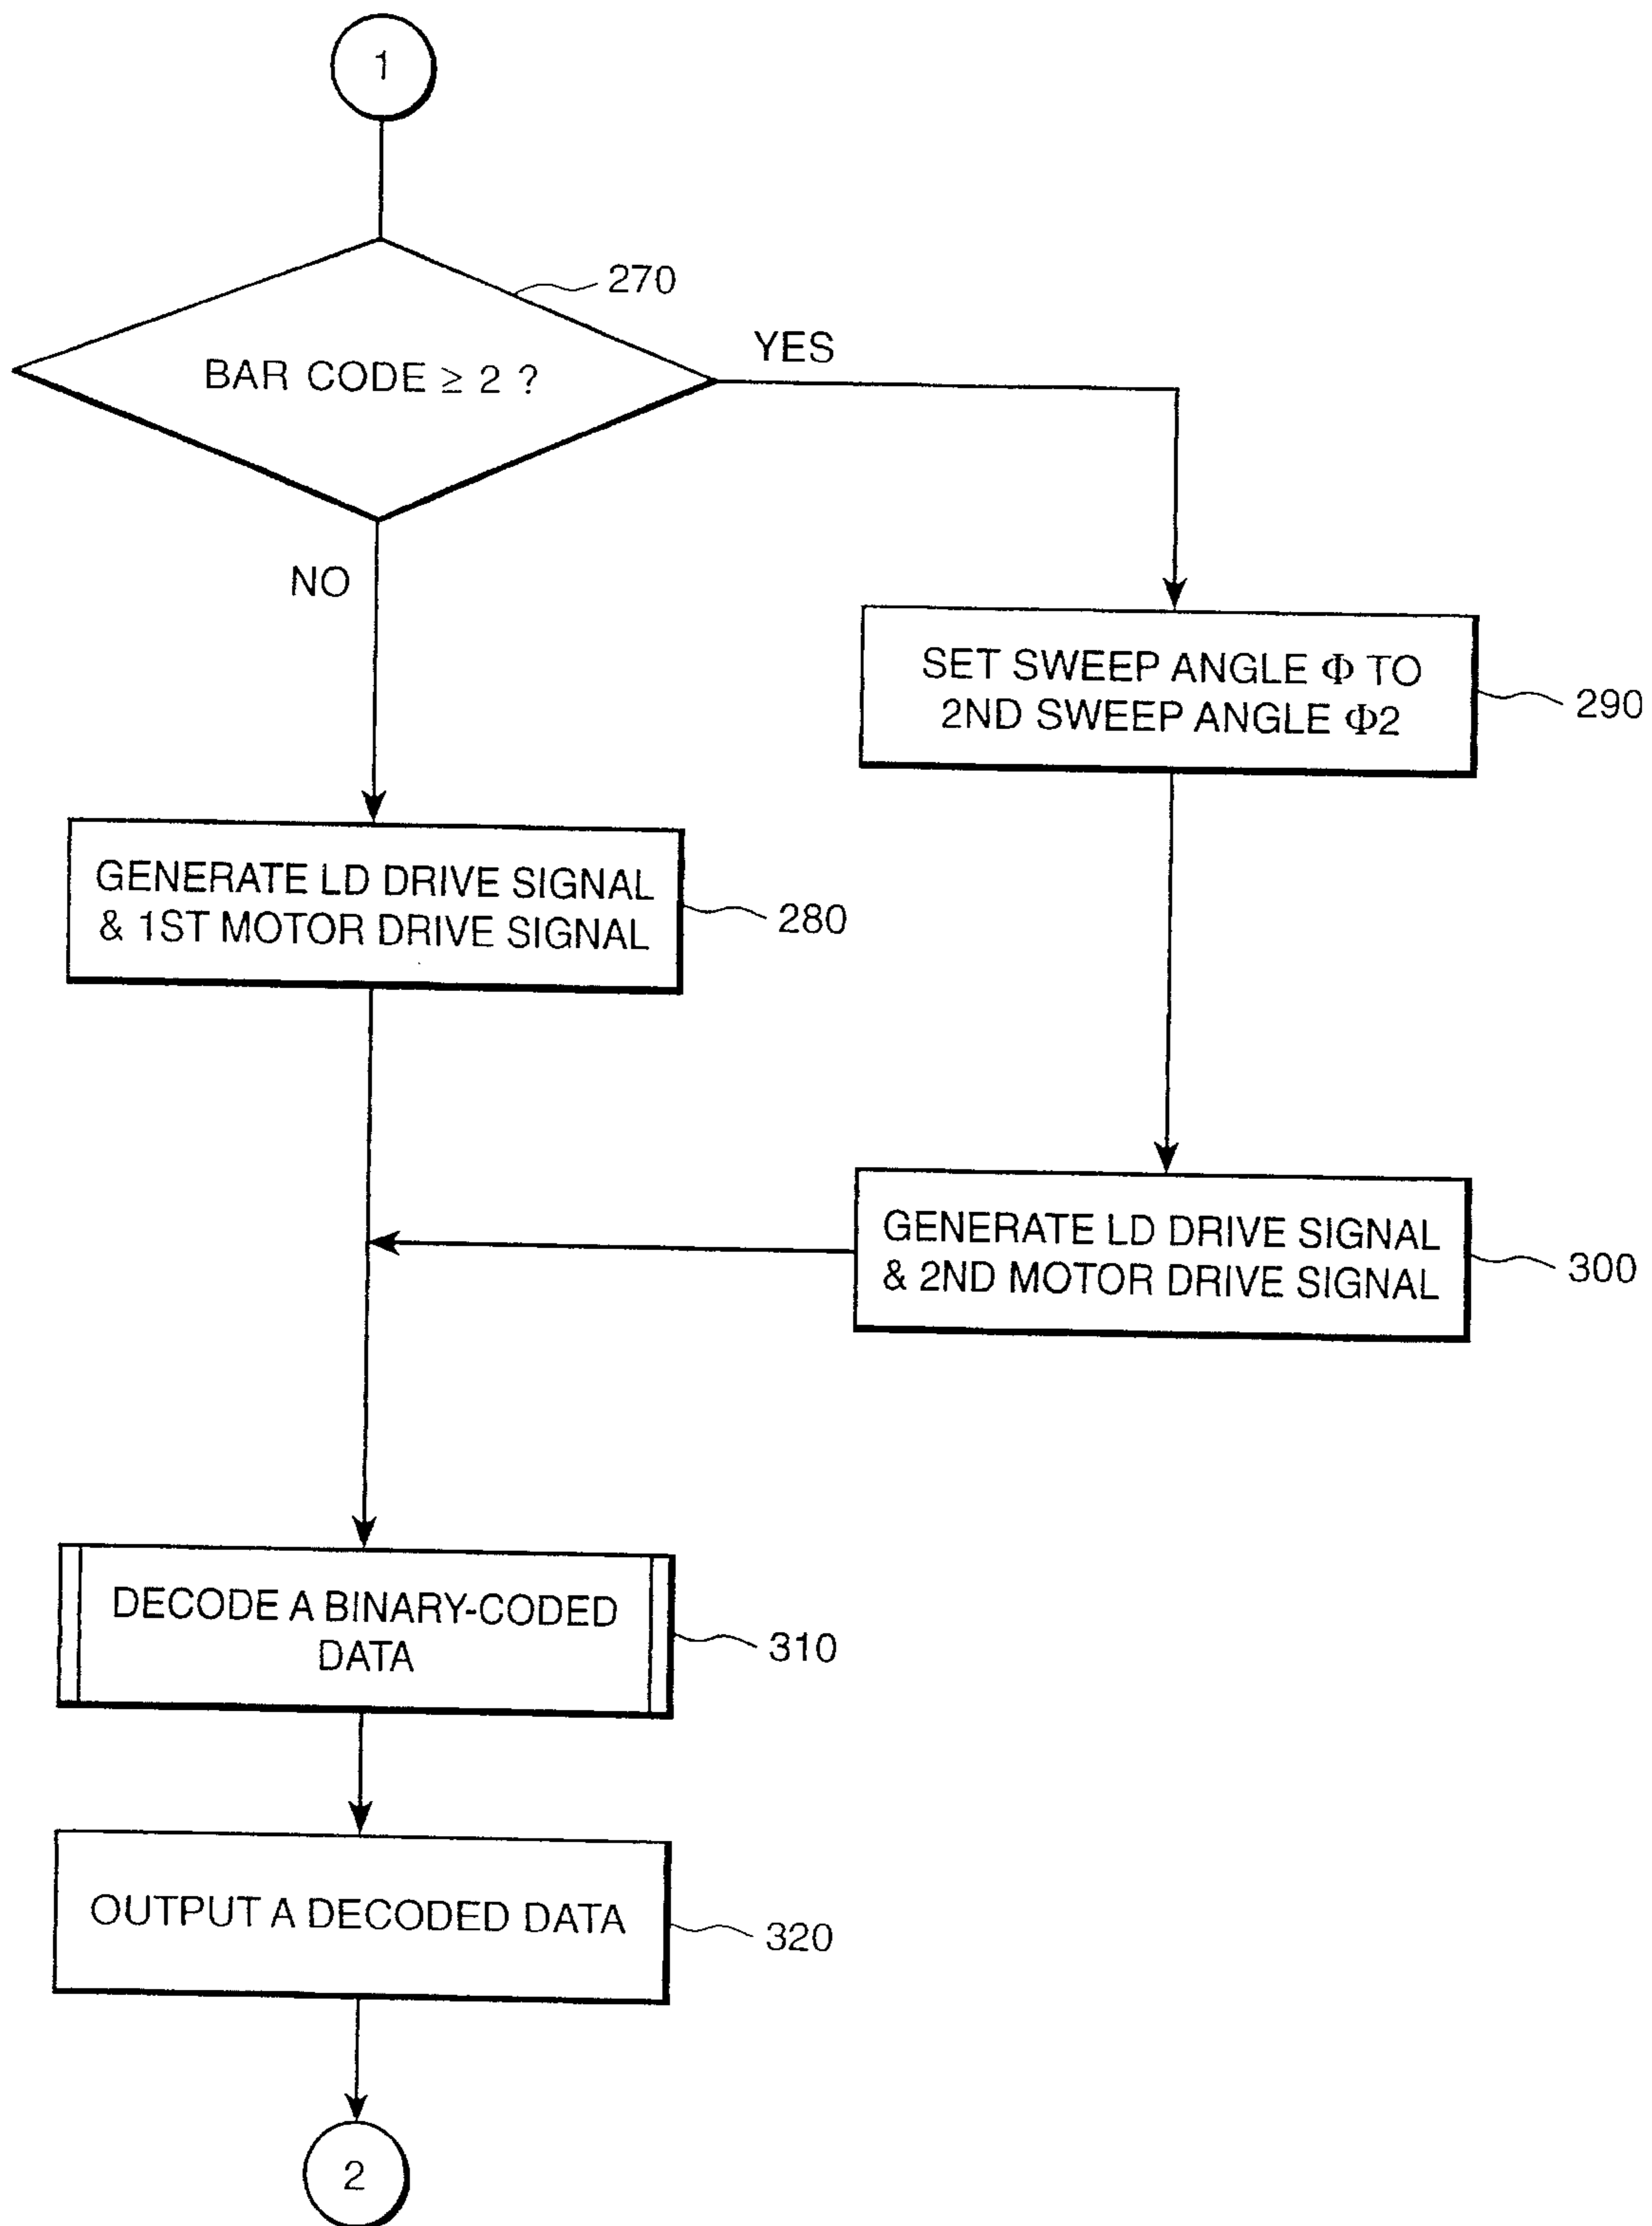 1
270
YES
BAR CODE ≥ 2 ?
NO
SET SWEEP ANGLE Φ TO
2ND SWEEP ANGLE Φ2
290
GENERATE LD DRIVE SIGNAL
& 1ST MOTOR DRIVE SIGNAL
280
GENERATE LD DRIVE SIGNAL
& 2ND MOTOR DRIVE SIGNAL
300
DECODE A BINARY-CODED
DATA
310
OUTPUT A DECODED DATA
320
2